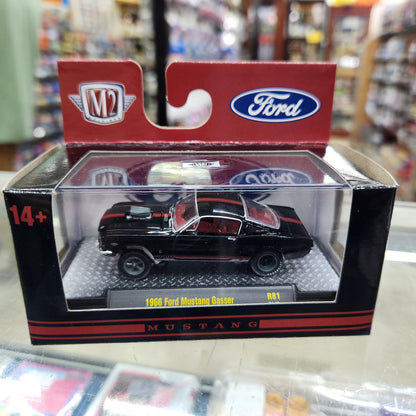 M2
Ford
14+
1966 Ford Mustang Gasser R81
MUSTANG